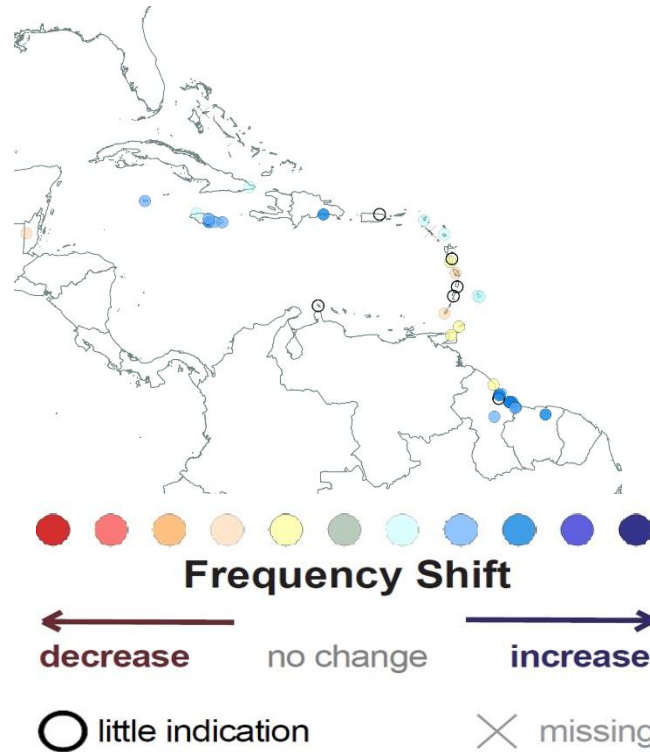 Frequency Shift
decrease no change increase
little indication missing